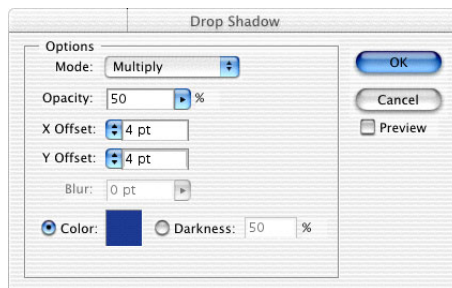 Drop Shadow
Options
Mode: Multiply
OK
Opacity: 50 %
Cancel
X Offset: 4 pt
Preview
Y Offset: 4 pt
Blur: 0 pt
Color: Darkness: 50 %